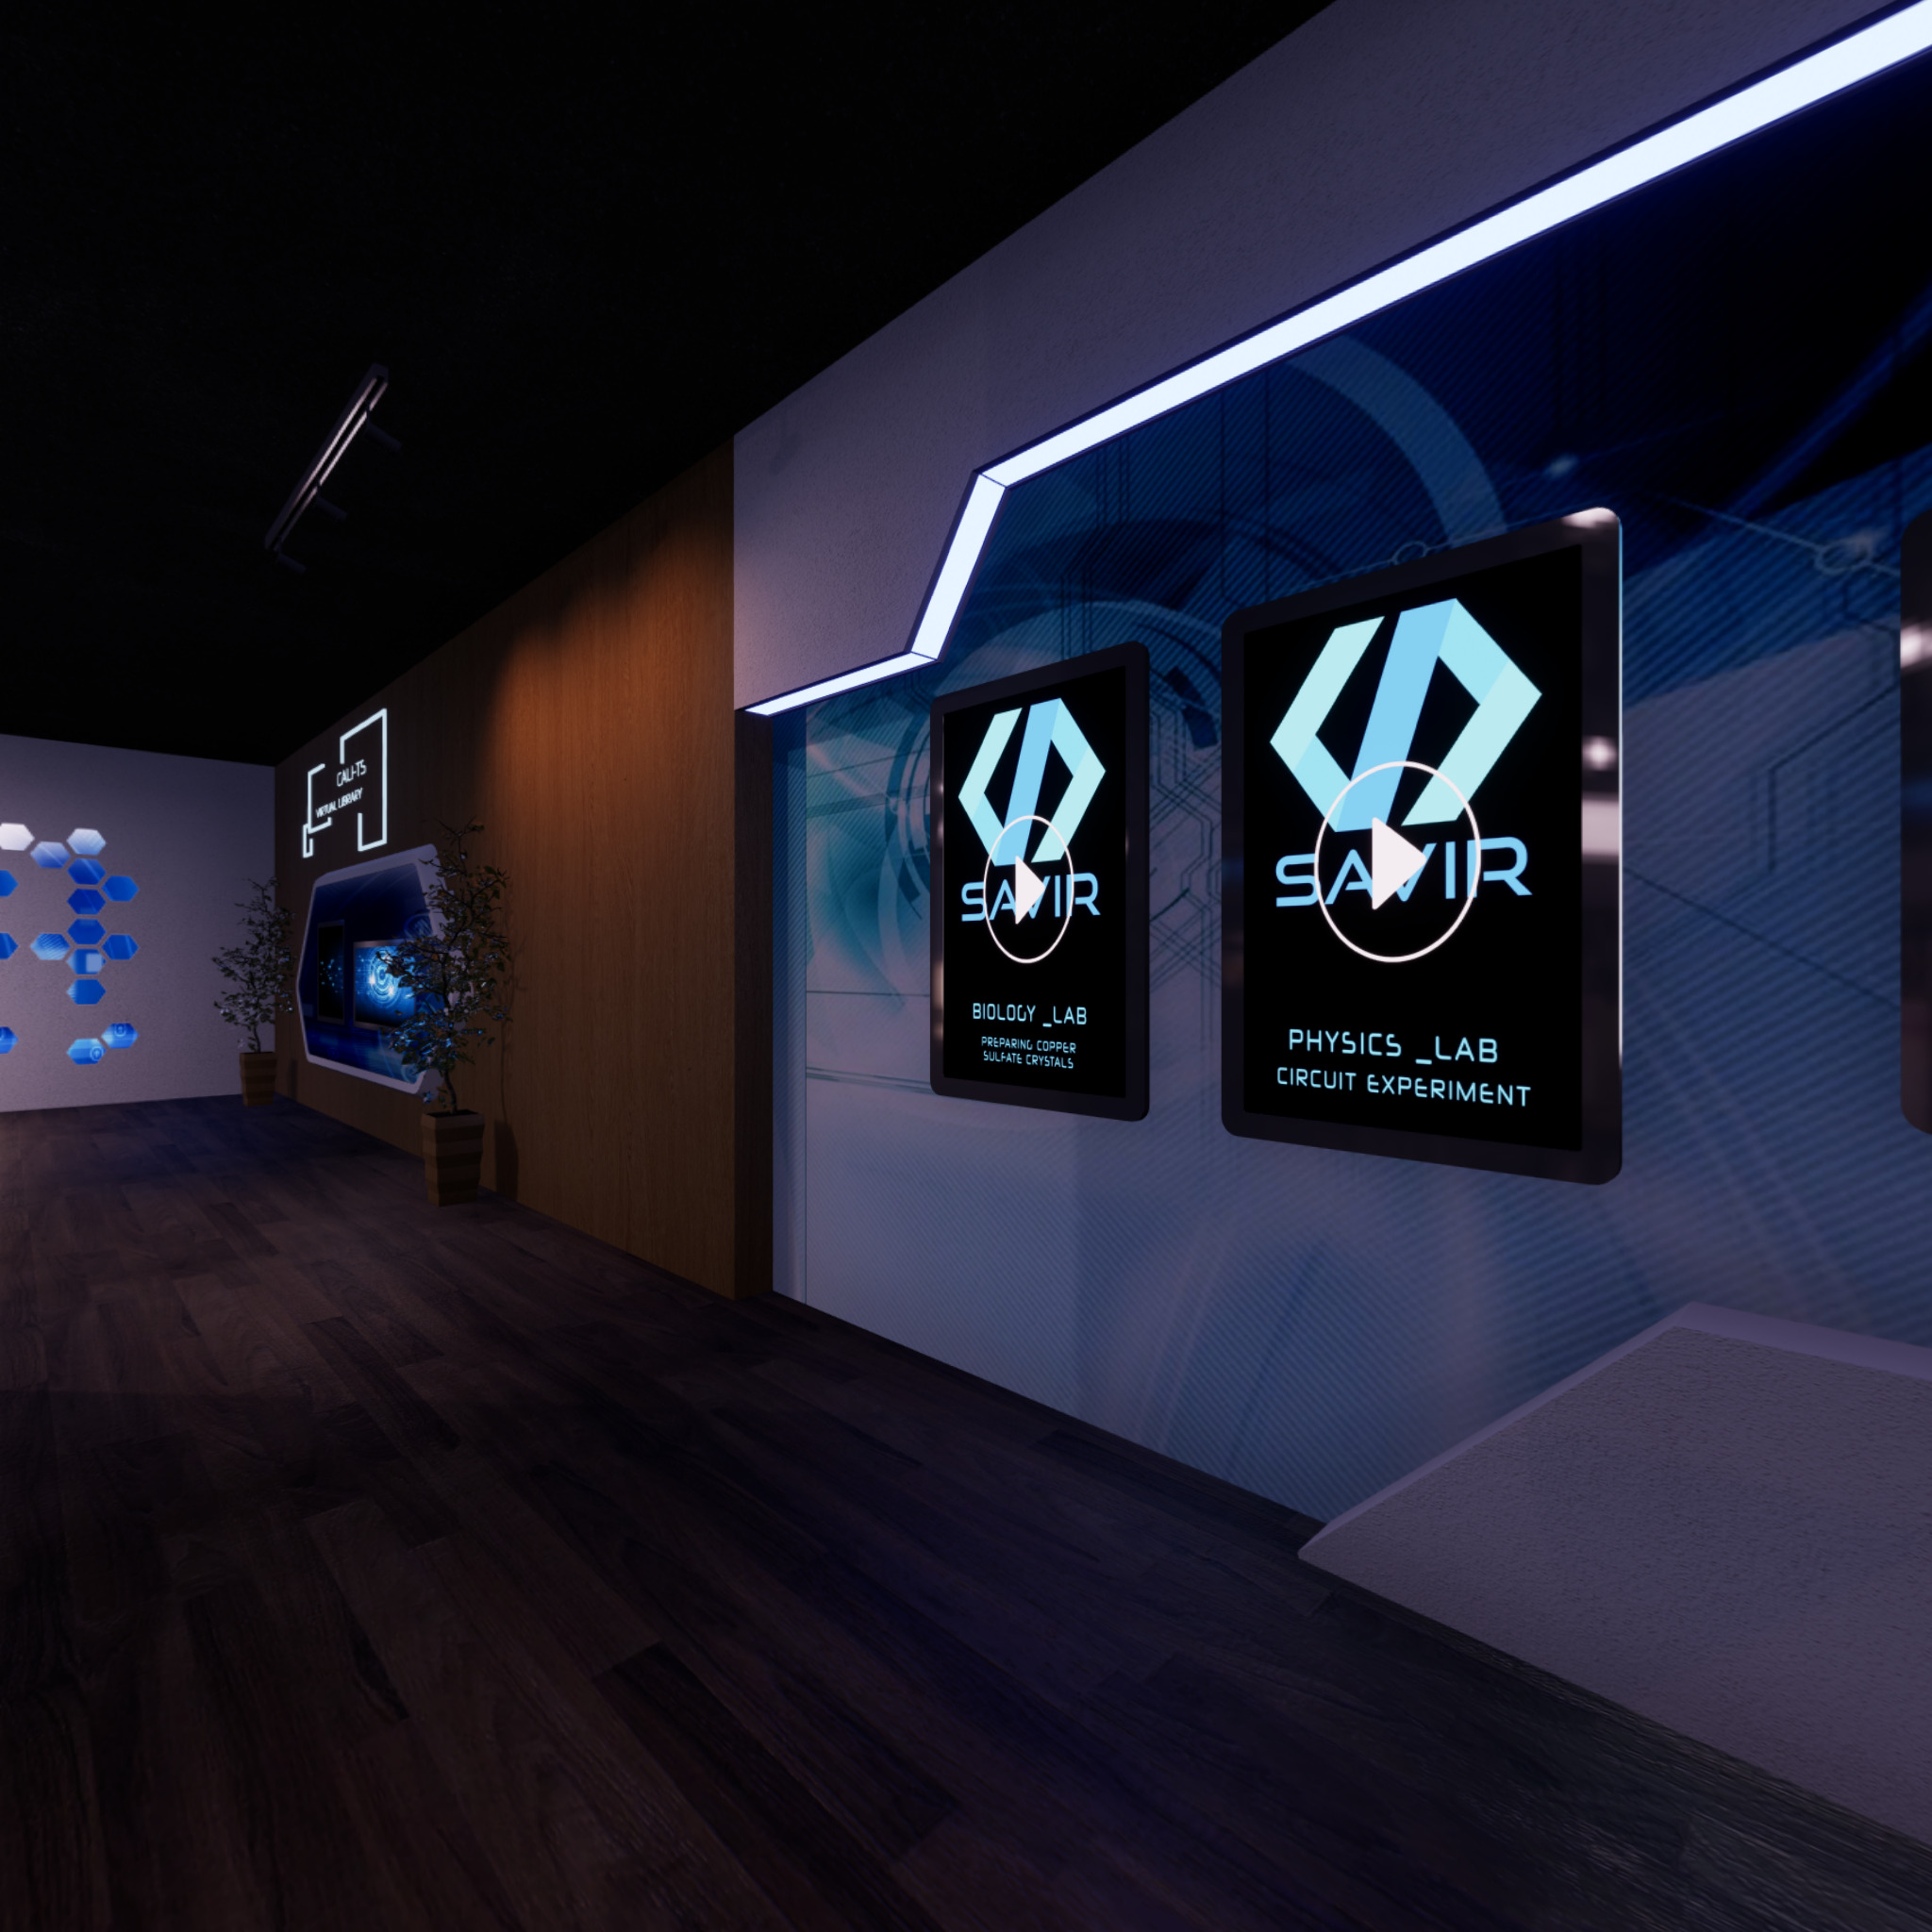 CALI-TS
VIRTUAL LIBRARY
SAVIR
BIOLOGY _LAB
PREPARING COPPER
SULFATE CRYSTALS
SAVIR
PHYSICS _LAB
CIRCUIT EXPERIMENT